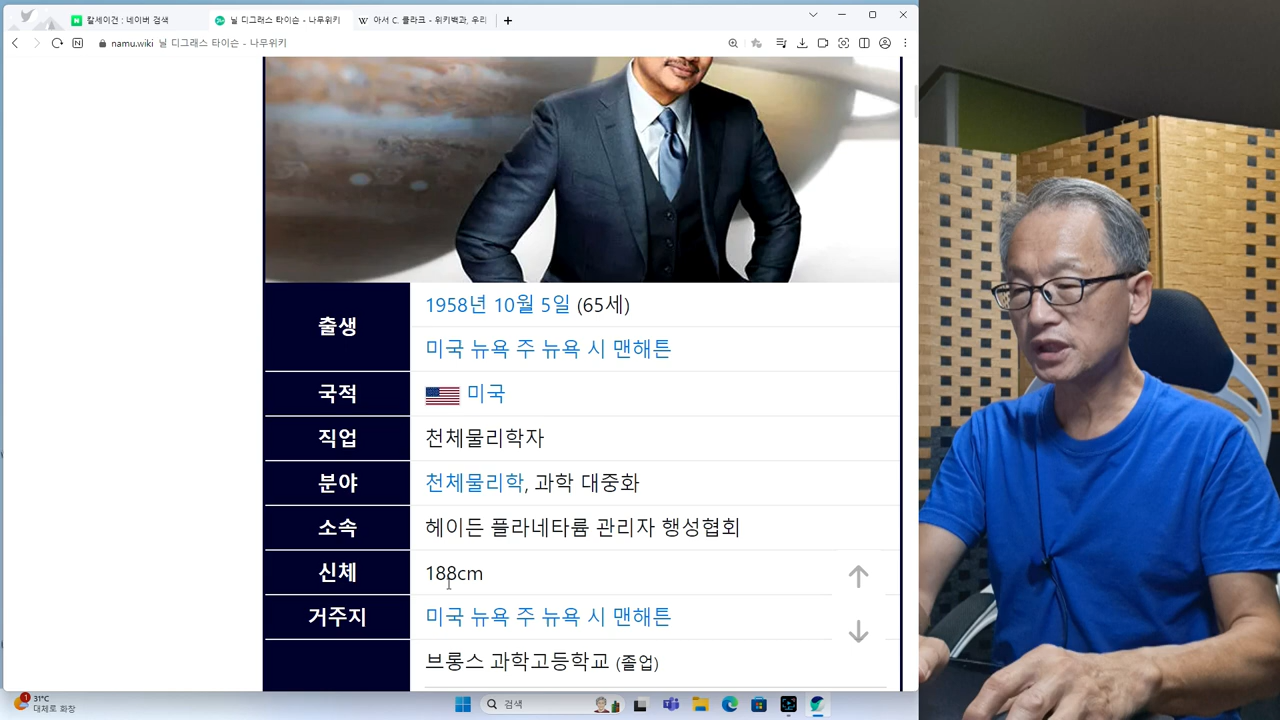 칼세이건 : 네이버 검색
닐 디그래스 타이슨 - 나무위키
W 아서 C. 클라크 - 위키백과, 우리
namu.wiki 닐 디그래스 타이슨 - 나무위키
출생
1958년 10월 5일 (65세)
미국 뉴욕 주 뉴욕 시 맨해튼
국적
미국
직업
천체물리학자
분야
천체물리학, 과학 대중화
소속
헤이든 플라네타륨 관리자 행성협회
신체
188cm
거주지
미국 뉴욕 주 뉴욕 시 맨해튼
브롱스 과학고등학교 (졸업)
1
31°C
대체로 화창
검색